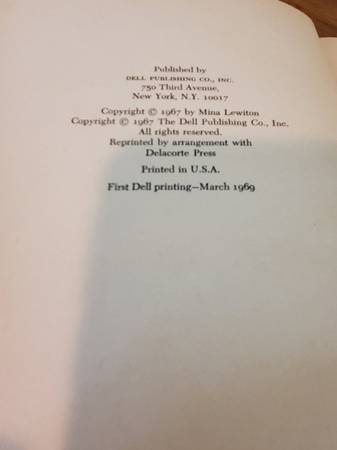 Published by
DELL PUBLISHING CO., INC.
750 Third Avenue,
New York, N.Y. 10017
Copyright © 1967 by Mina Lewiton
Copyright © 1967 The Dell Publishing Co., Inc.
All rights reserved.
Reprinted by arrangement with
Delacorte Press
Printed in U.S.A.
First Dell printing—March 1969